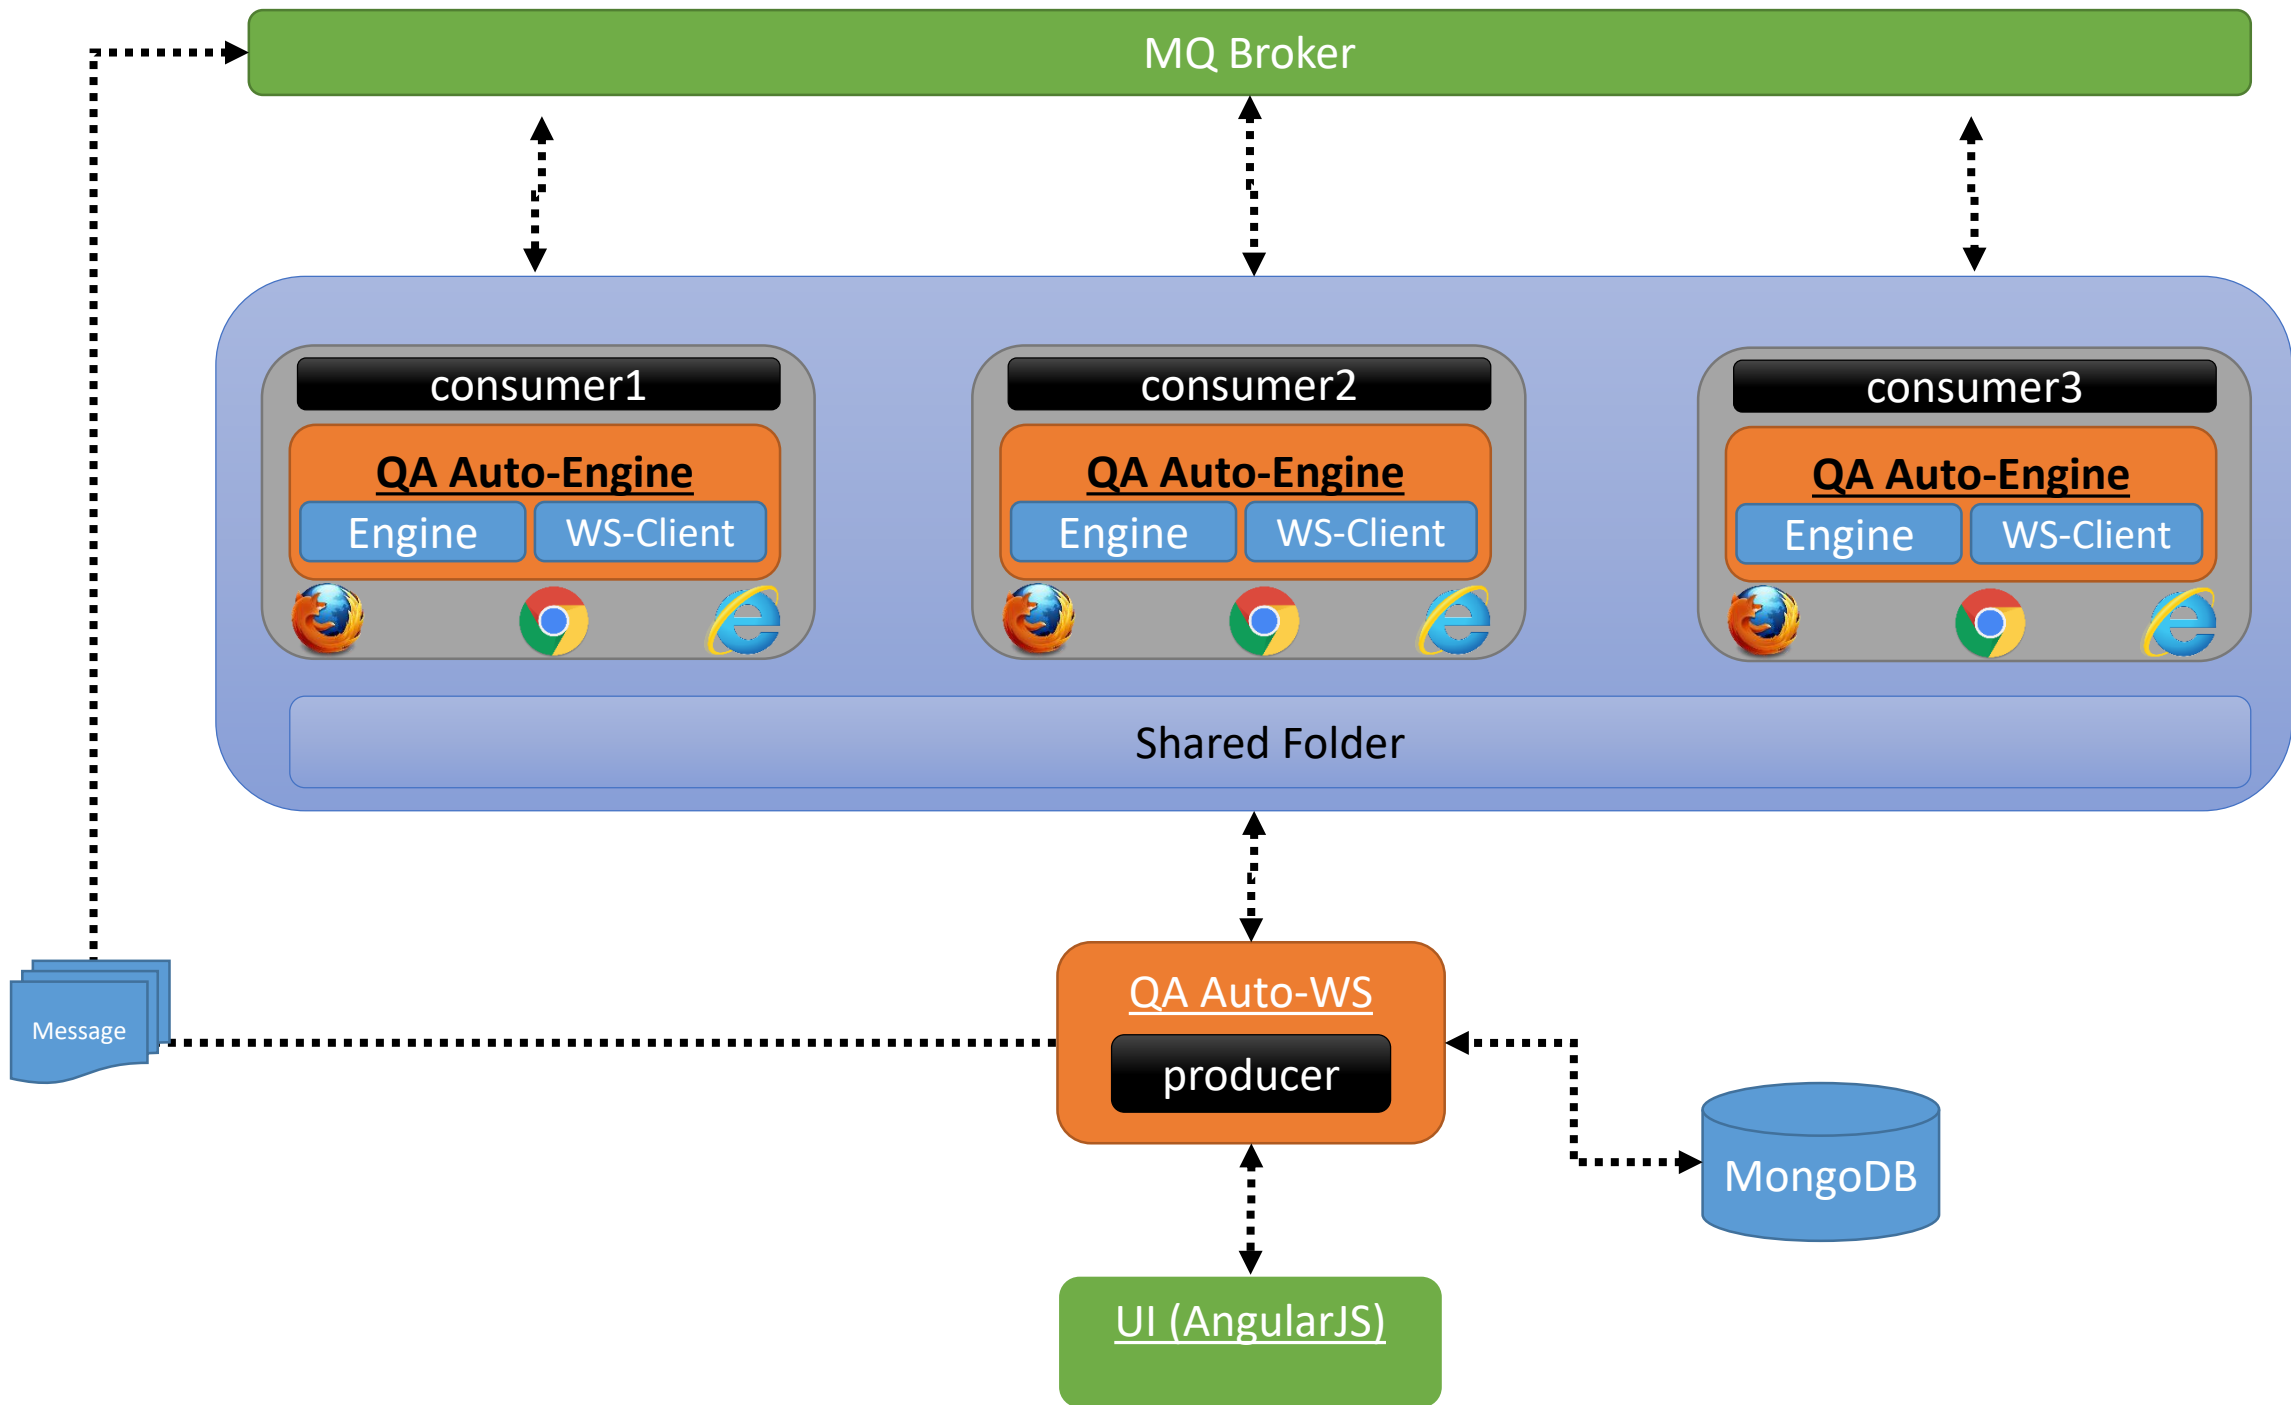 MQ Broker
consumer1
consumer2
consumer3
QA Auto-Engine
QA Auto-Engine
QA Auto-Engine
Engine
WS-Client
Engine
WS-Client
Engine
WS-Client
Shared Folder
QA Auto-WS
Message
producer
MongoDB
UI (AngularJS)